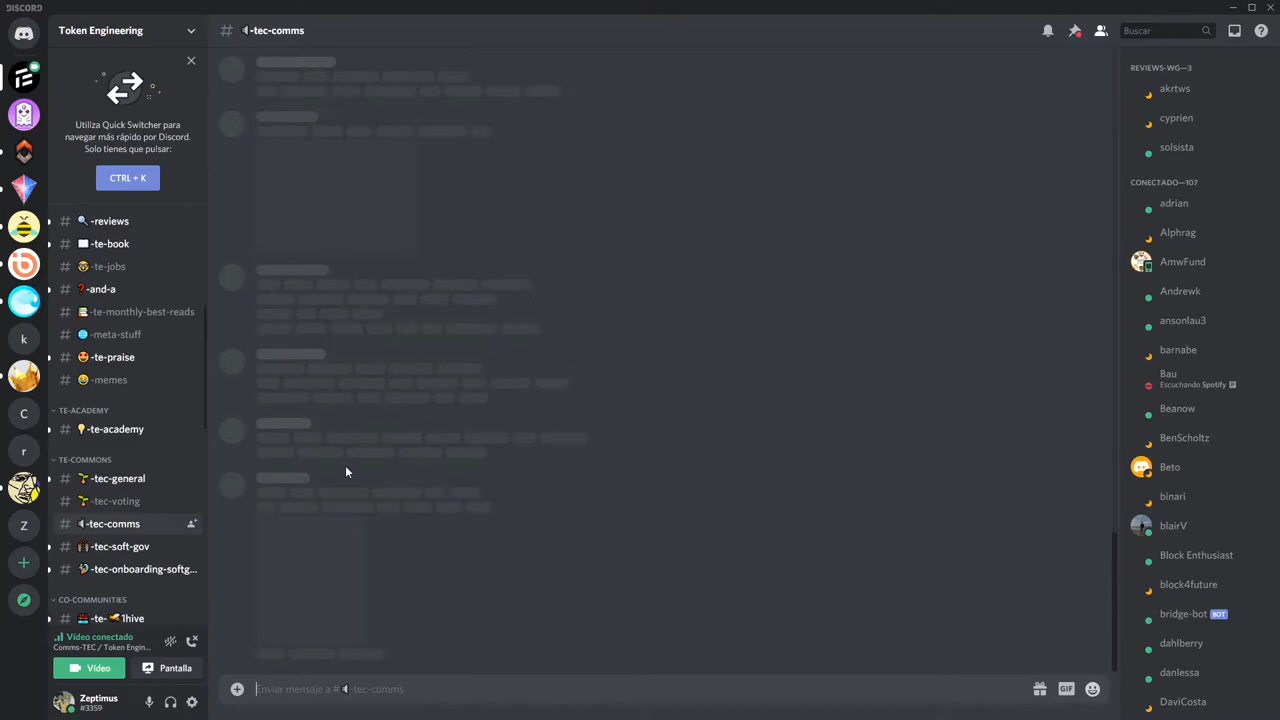 DISCORD
Token Engineering
Utiliza Quick Switcher para
navegar más rápido por Discord.
Solo tienes que pulsar:
CTRL + K
-reviews
-te-book
-te-jobs
-and-a
-te-monthly-best-reads
-meta-stuff
-te-praise
-memes
TE-ACADEMY
-te-academy
TE-COMMONS
-tec-general
-tec-voting
-tec-comms
-tec-soft-gov
-tec-onboarding-softg...
CO-COMMUNITIES
-te-🐝1hive
Vídeo conectado
Comms-TEC / Token Engin...
Vídeo
Pantalla
Zeptimus
#3359
k
C
r
Z
# -tec-comms
Buscar
Enviar mensaje a # -tec-comms
GIF
REVIEWS-WG—3
akrtws
cyprien
solsista
CONECTADO—107
adrian
Alphrag
AmwFund
Andrewk
ansonlau3
barnabe
Bau
Escuchando Spotify
Beanow
BenScholtz
Beto
binari
blairV
Block Enthusiast
block4future
bridge-bot BOT
dahlberry
danlessa
DaviCosta